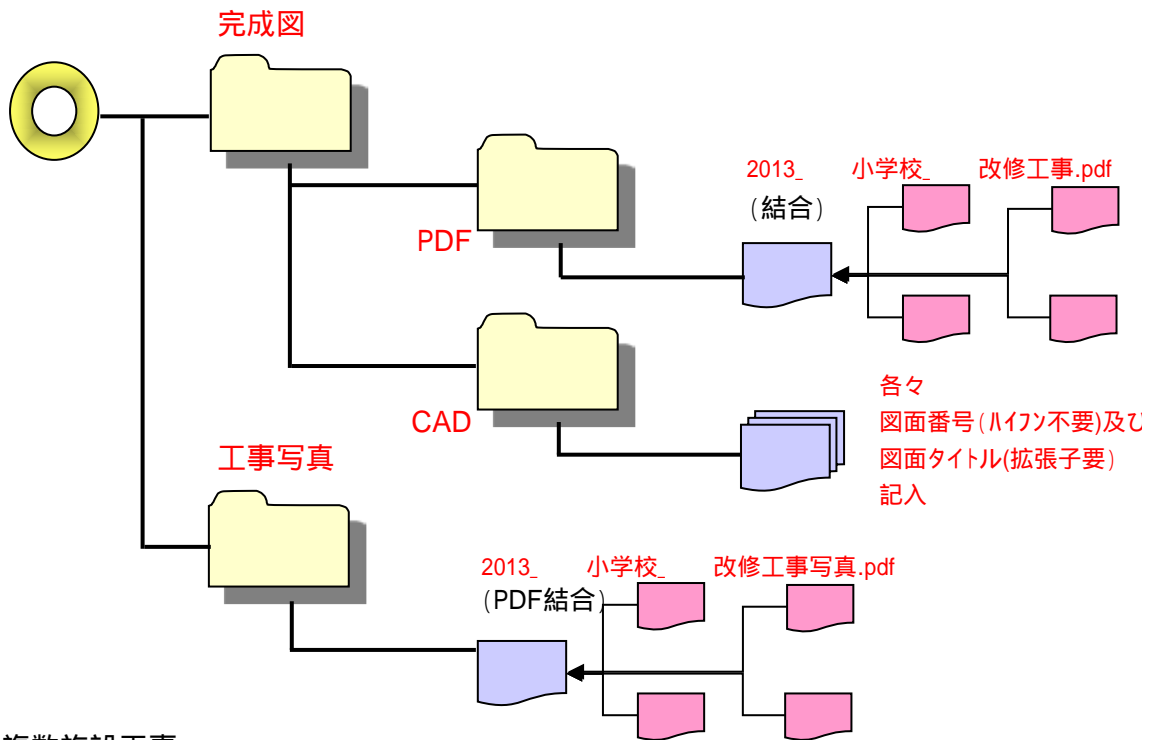 完成図
2013_ 小学校_ 改修工事.pdf
(結合)
PDF
各々
図面番号(ﾊｲﾌﾝ不要)及び
図面ﾀｲﾄﾙ(拡張子要)
記入
CAD
工事写真
2013_ 小学校_ 改修工事写真.pdf
(PDF結合)